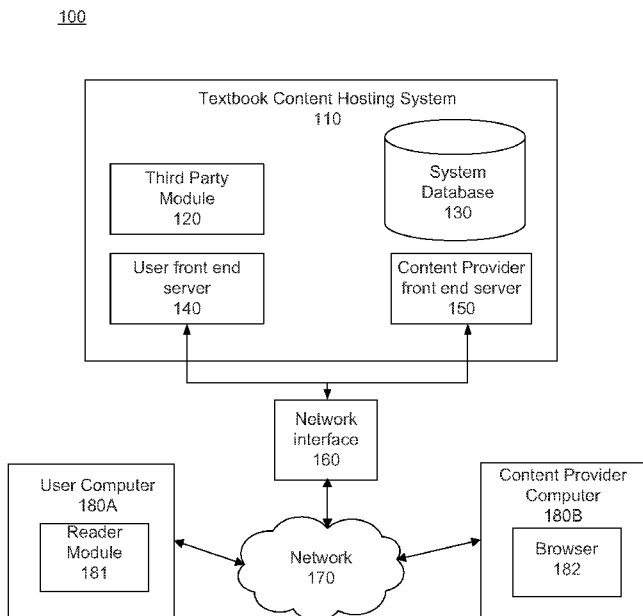 100
Textbook Content Hosting System
110
Third Party
Module
120
System
Database
130
User front end
server
140
Content Provider
front end server
150
Network
interface
160
User Computer
180A
Reader
Module
181
Network
170
Content Provider
Computer
180B
Browser
182